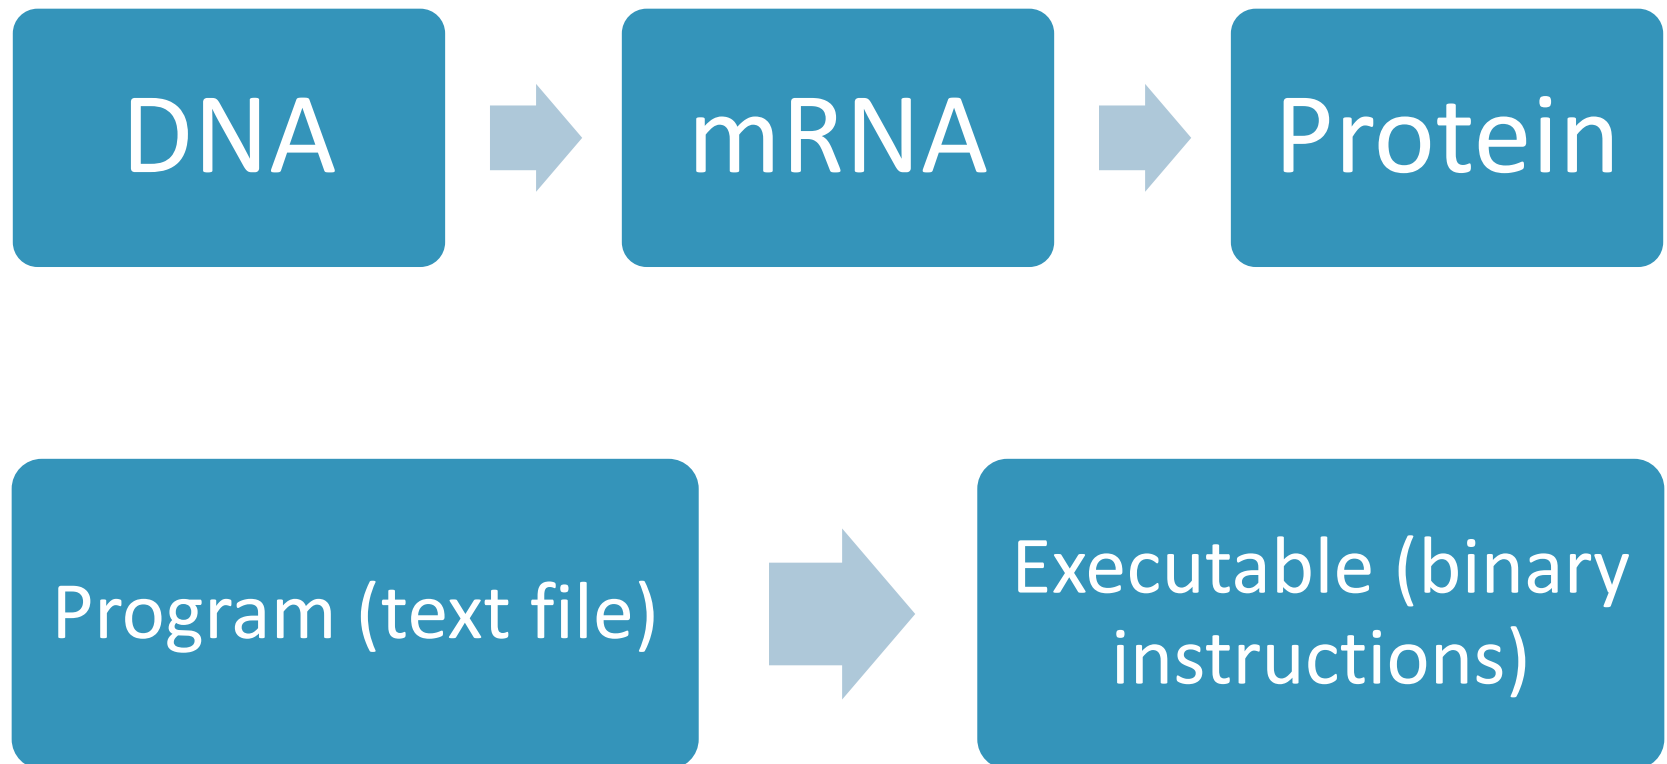 DNA
mRNA
Protein
Program (text file)
Executable (binary
instructions)